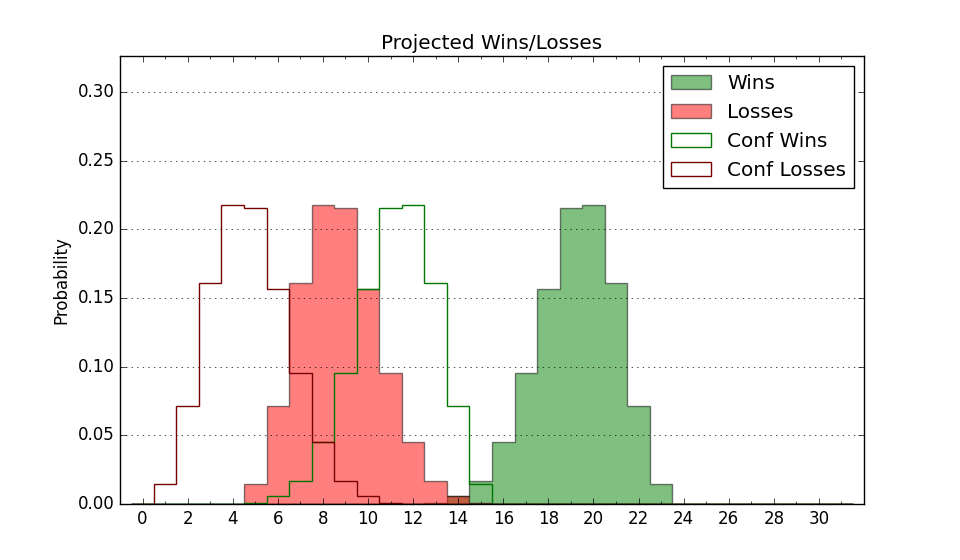 Projected Wins/Losses
Wins
Losses
Conf Wins
Conf Losses
Probability
0.30
0.25
0.20
0.15
0.10
0.05
0.00
0 2 4 6 8 10 12 14 16 18 20 22 24 26 28 30